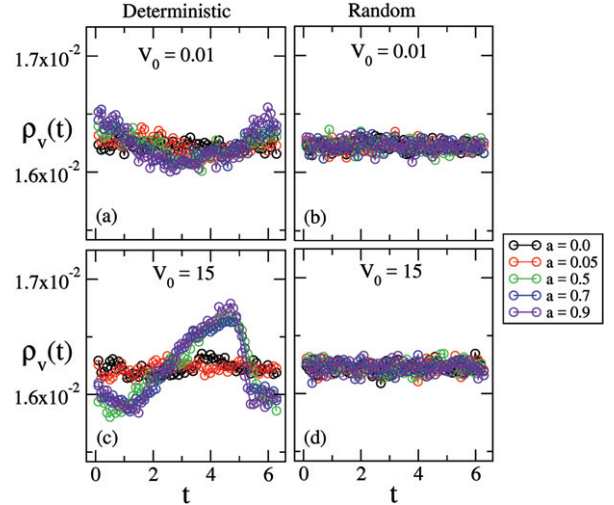 Deterministic Random
V₀ = 0.01 V₀ = 0.01
1.7x10⁻²
ρᵥ(t)
1.6x10⁻²
(a) (b)
a = 0.0
a = 0.05
a = 0.5
a = 0.7
a = 0.9
V₀ = 15 V₀ = 15
1.7x10⁻²
ρᵥ(t)
1.6x10⁻²
(c) (d)
0 2 4 6 0 2 4 6
t t